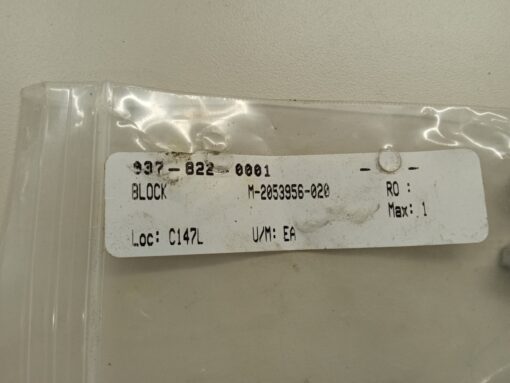 937-822-0001 - -
BLOCK M-2053956-020 RO :
Max: 1
Loc: C147L U/M: EA